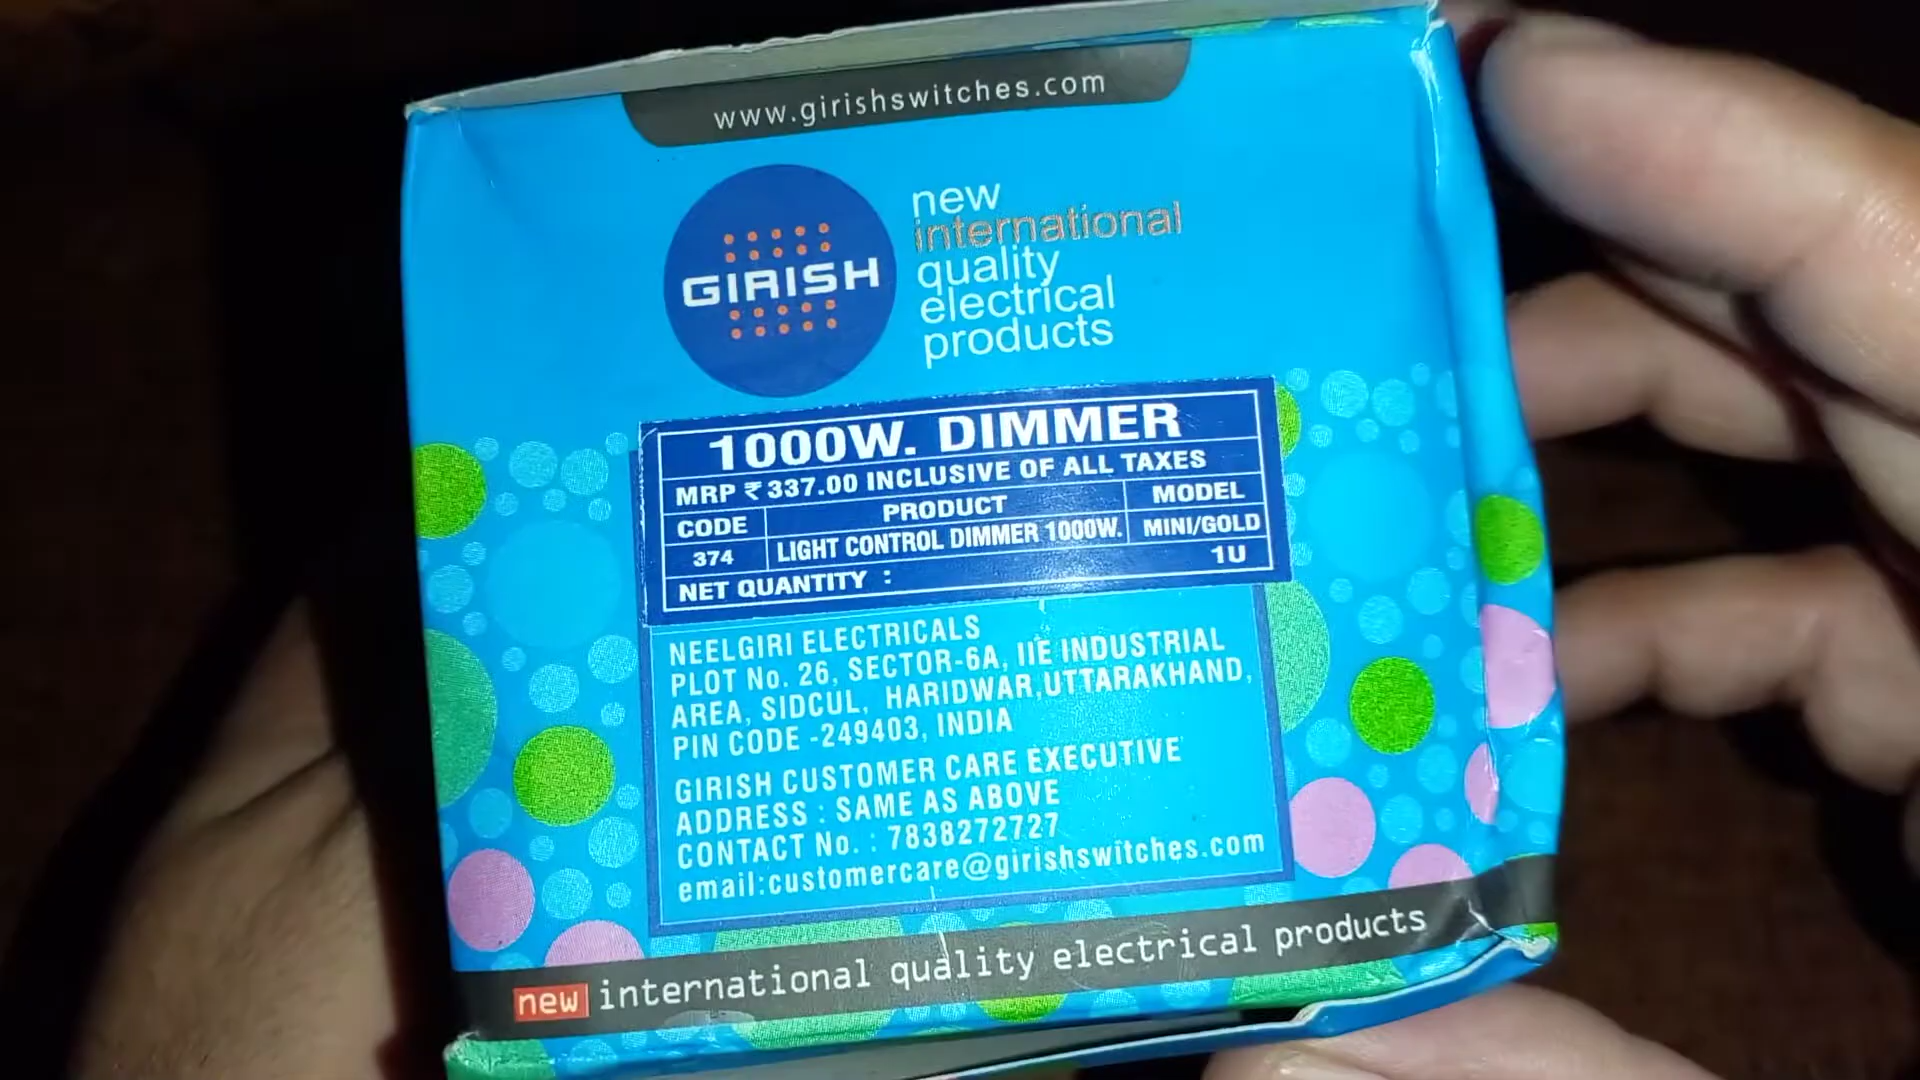 www.girishswitches.com
GIRISH
new
international
quality
electrical
products
1000W. DIMMER
MRP ₹ 337.00 INCLUSIVE OF ALL TAXES
CODE PRODUCT MODEL
374 LIGHT CONTROL DIMMER 1000W. MINI/GOLD
NET QUANTITY : 1U
NEELGIRI ELECTRICALS
PLOT No. 26, SECTOR-6A, IIE INDUSTRIAL
AREA, SIDCUL, HARIDWAR,UTTARAKHAND,
PIN CODE -249403, INDIA
GIRISH CUSTOMER CARE EXECUTIVE
ADDRESS : SAME AS ABOVE
CONTACT No. : 7838272727
email:customercare@girishswitches.com
new international quality electrical products